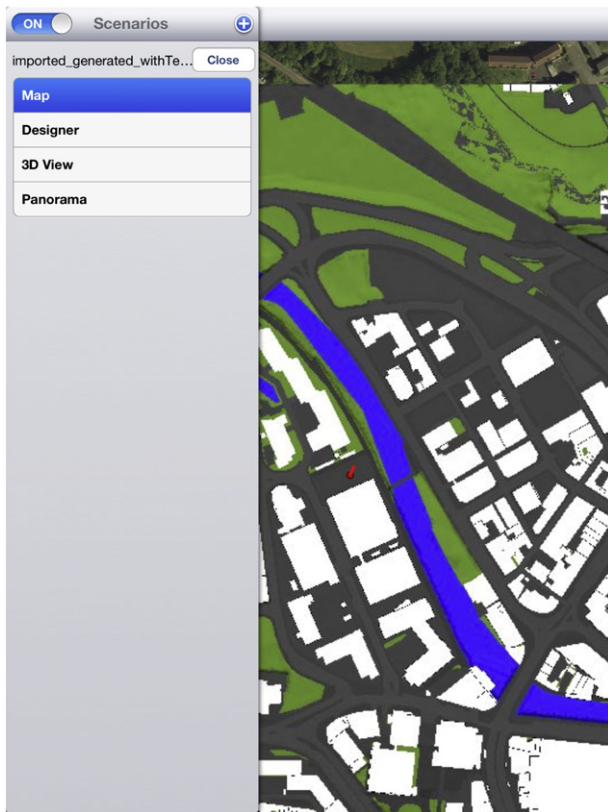 ON
Scenarios
imported_generated_withTe... Close
Map
Designer
3D View
Panorama